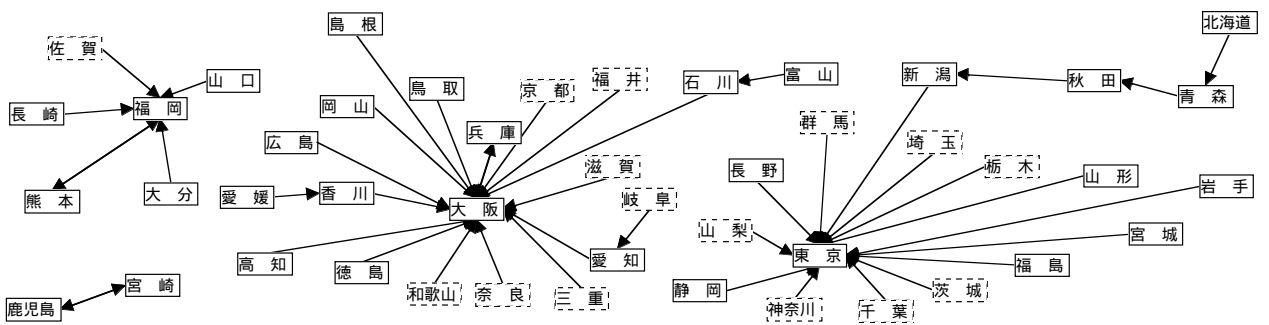 島　根
北海道
佐　賀
山　口
鳥　取
京　都
福　井
石　川
富　山
新　潟
秋　田
青　森
長　崎
福　岡
岡　山
兵　庫
群　馬
広　島
埼　玉
滋　賀
長　野
栃　木
山　形
熊　本
大　分
愛　媛
香　川
大　阪
岐　阜
岩　手
山　梨
東　京
宮　城
高　知
徳　島
愛　知
福　島
鹿児島
宮　崎
和歌山
奈　良
三　重
静　岡
神奈川
千　葉
茨　城